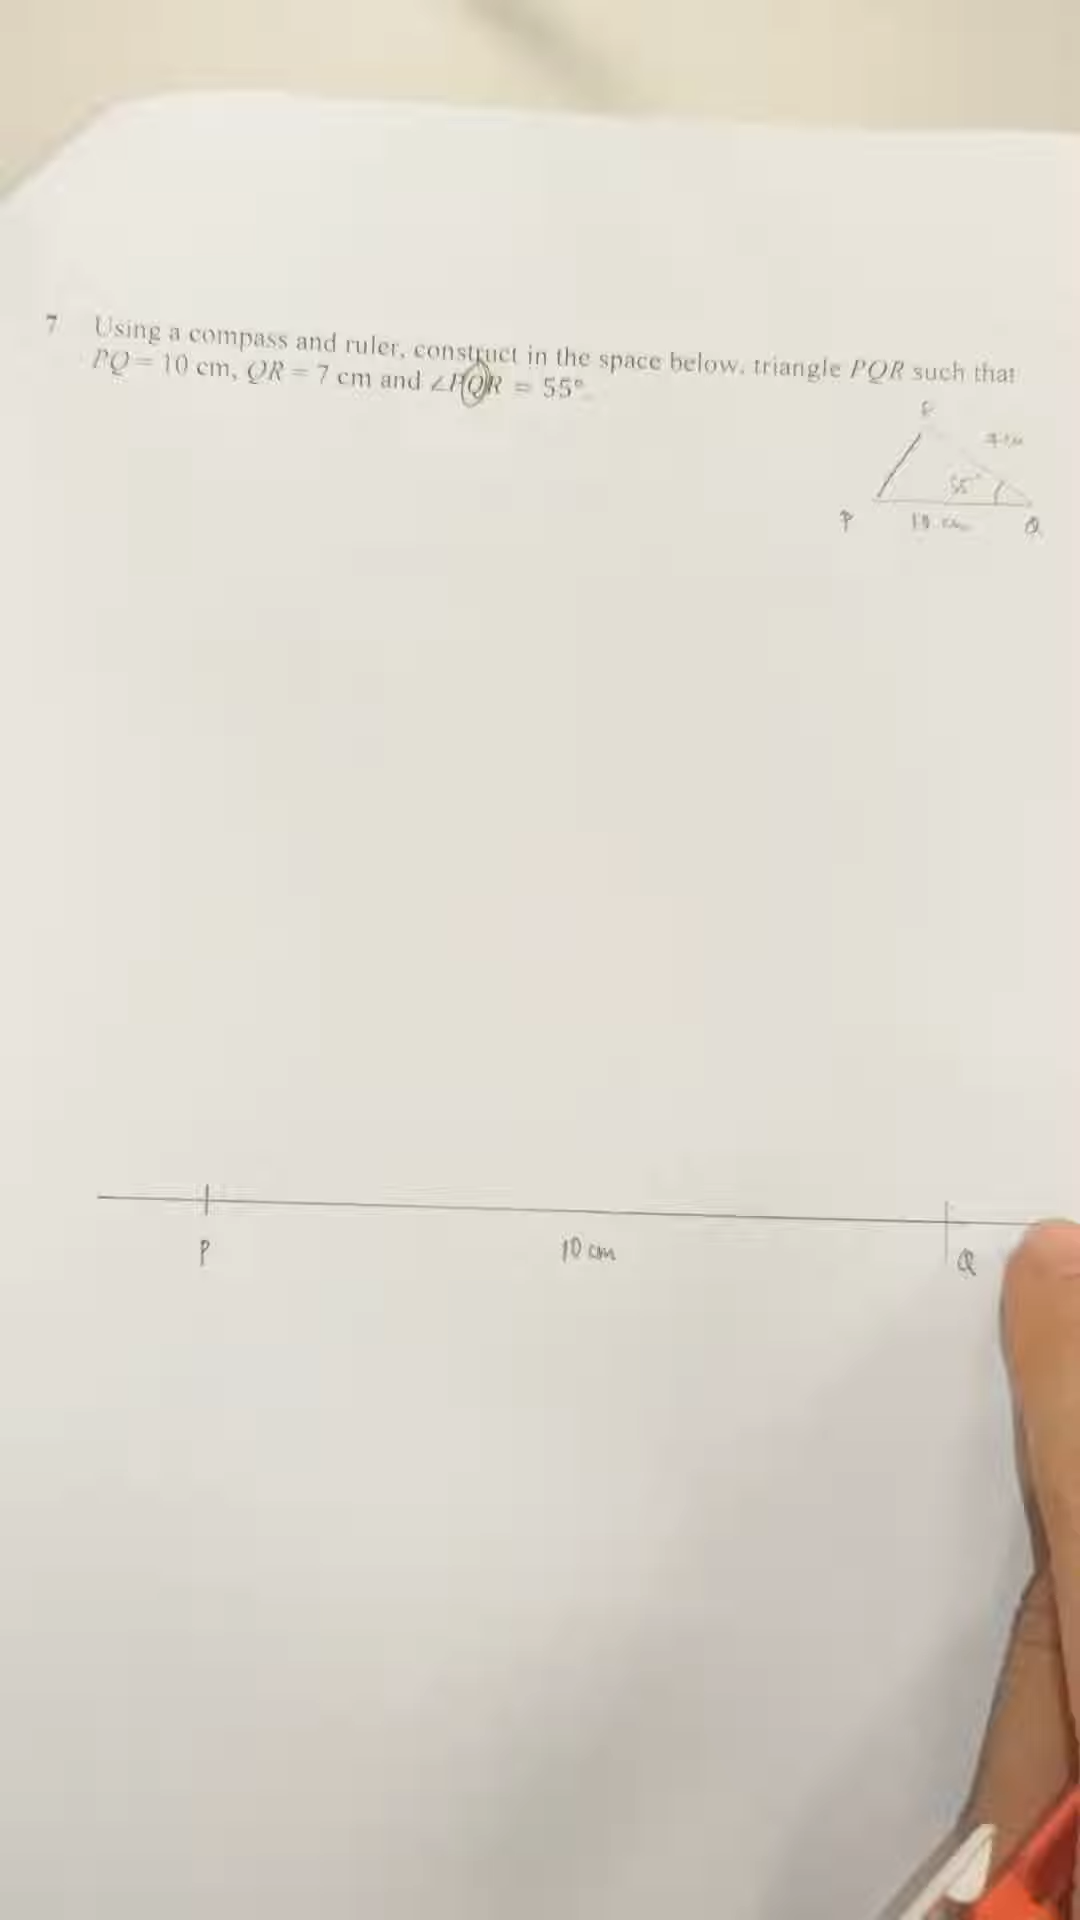 7 Using a compass and ruler, construct in the space below, triangle PQR such that
PQ = 10 cm, QR = 7 cm and ∠PQR = 55°.
R
7 cm
55°
P 10 cm Q
P 10 cm Q